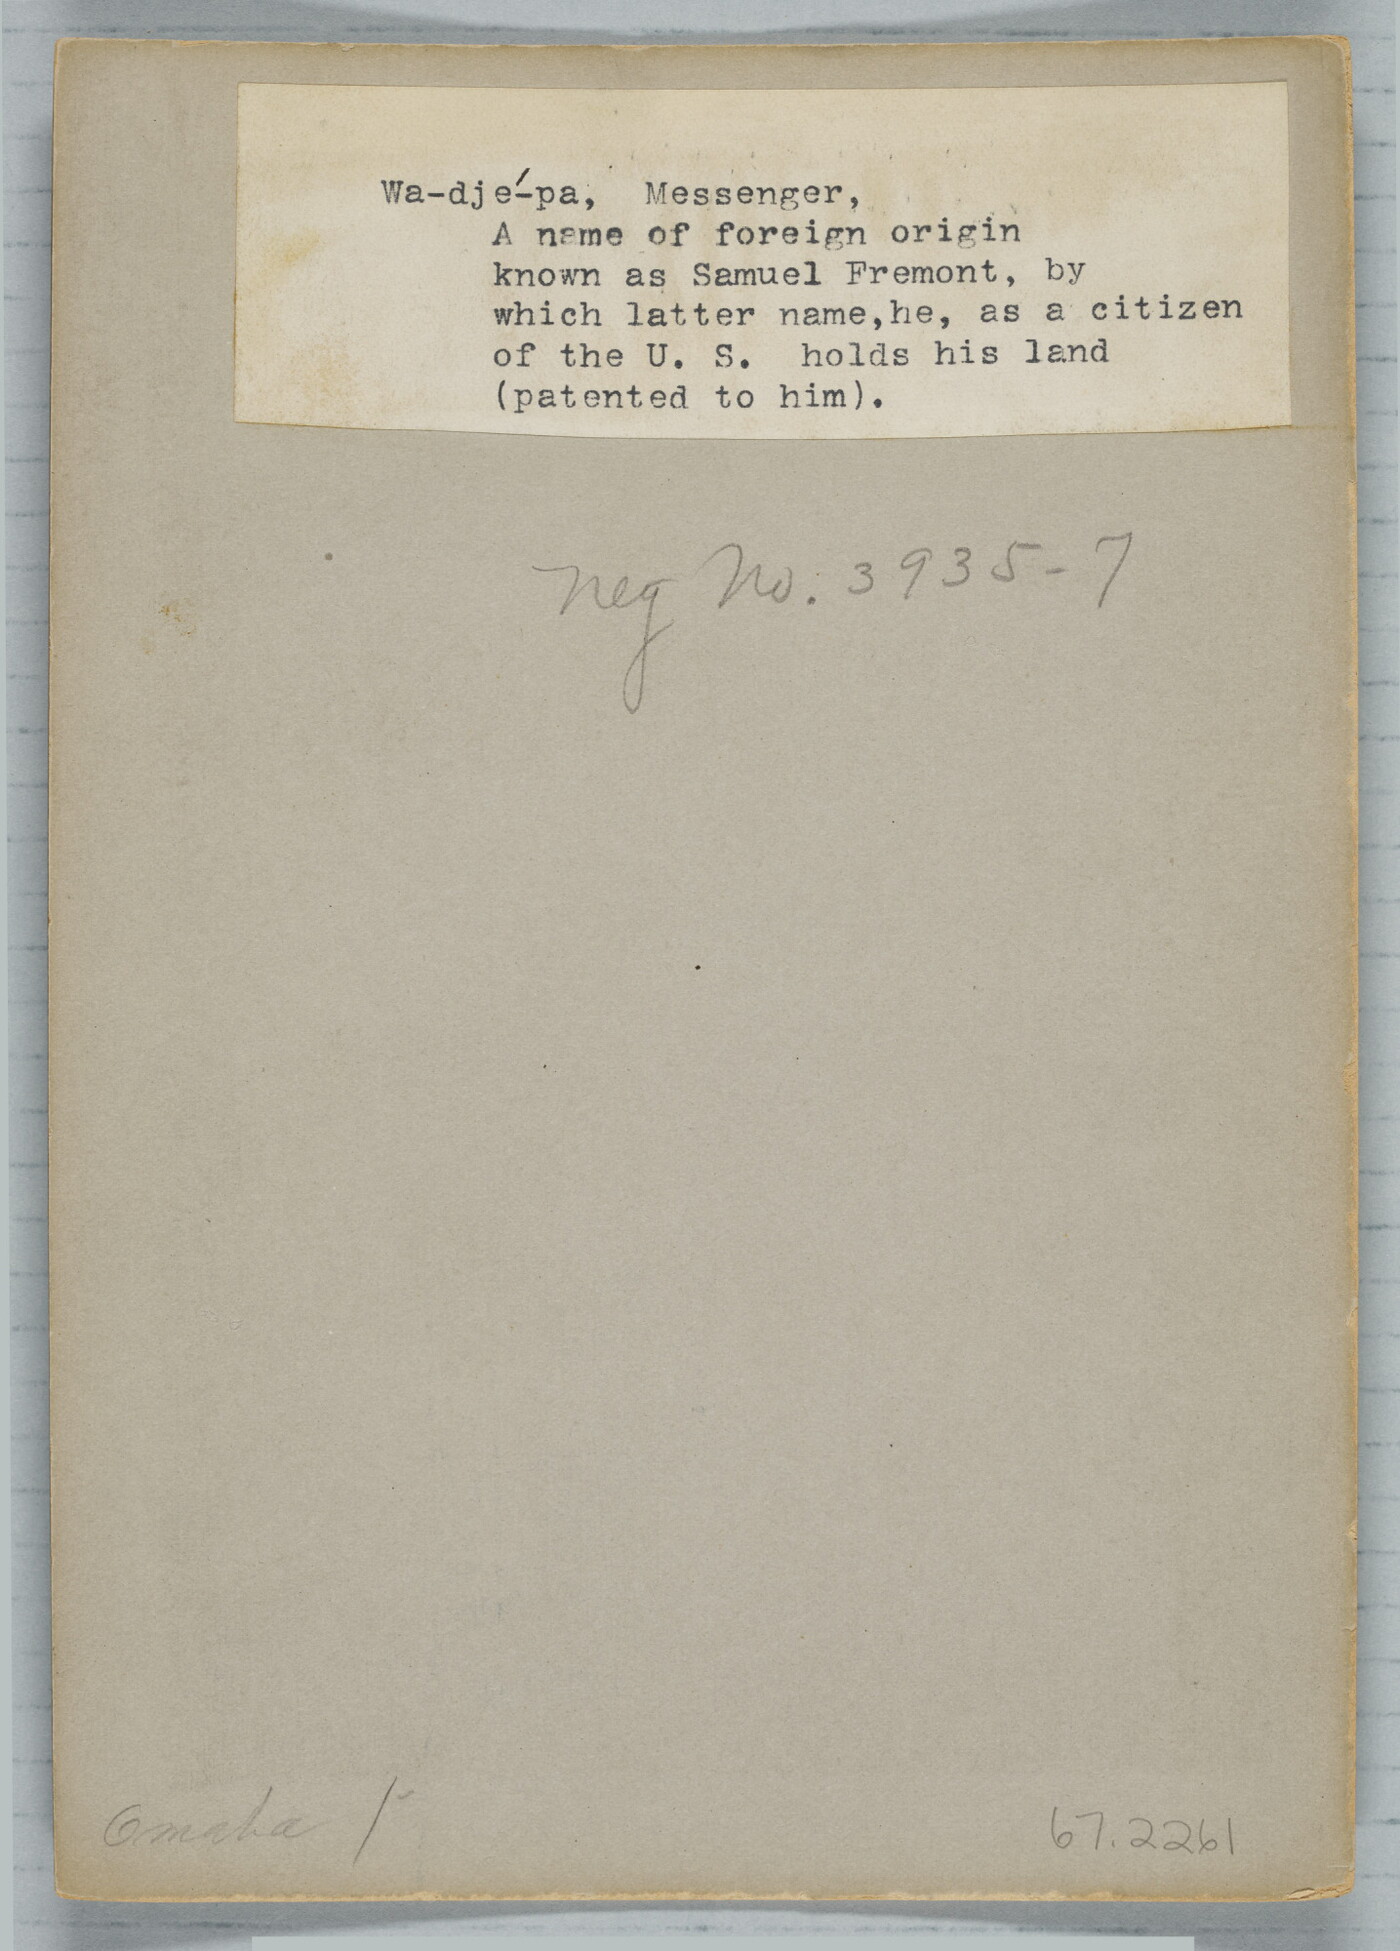 Wa-djé-pa, Messenger,
A name of foreign origin
known as Samuel Fremont, by
which latter name,he, as a citizen
of the U. S. holds his land
(patented to him).
Neg No. 3935-7
Omaha
67.2261